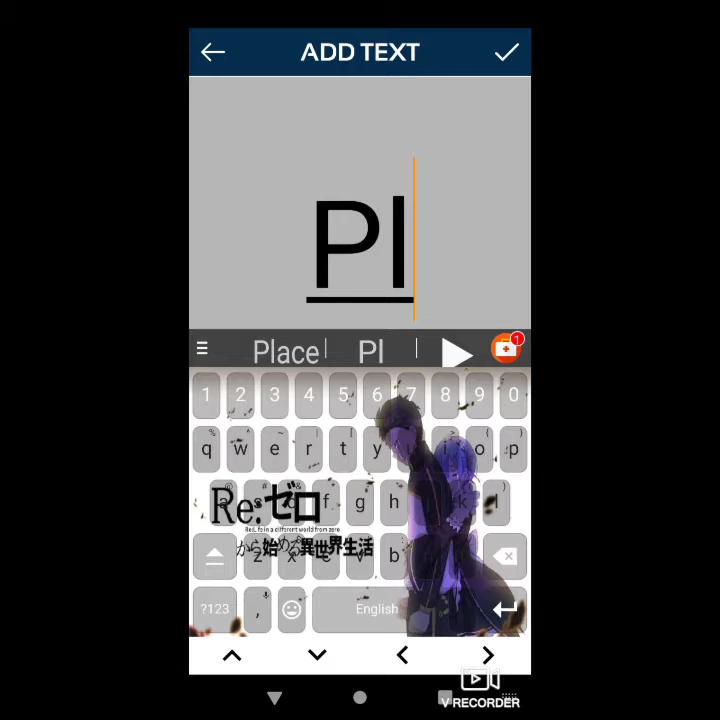 ADD TEXT
Pl
Place Pl
1
1 2 3 4 5 6 7 8 9 0
q w e r t y o p
a s f g h k l
Re:ゼロ
から始める異世界生活
z x c v b
?123 , English
V RECORDER